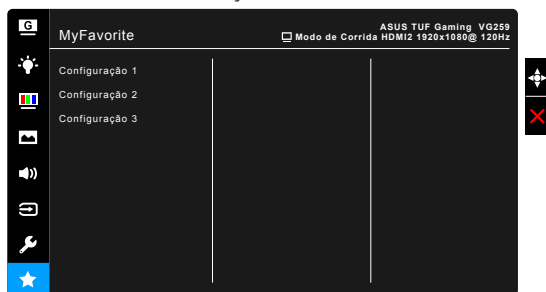 G
MyFavorite
ASUS TUF Gaming VG259
Modo de Corrida HDMI2 1920x1080@ 120Hz
Configuração 1
Configuração 2
Configuração 3